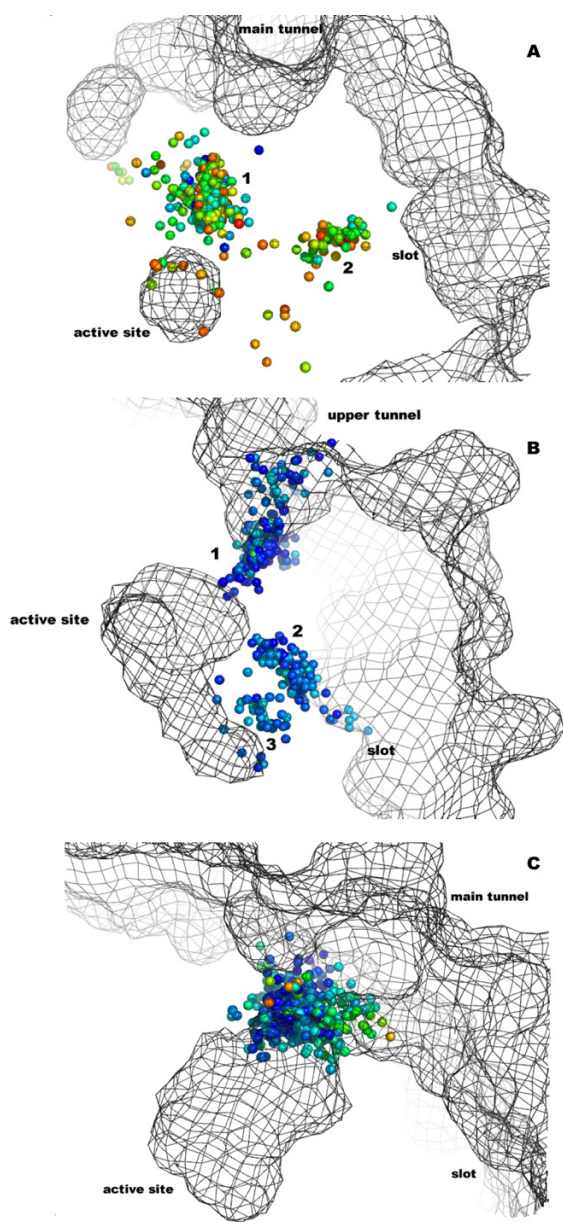 main tunnel
A
1
2
slot
active site
upper tunnel
B
1
active site
2
3
slot
C
main tunnel
active site
slot